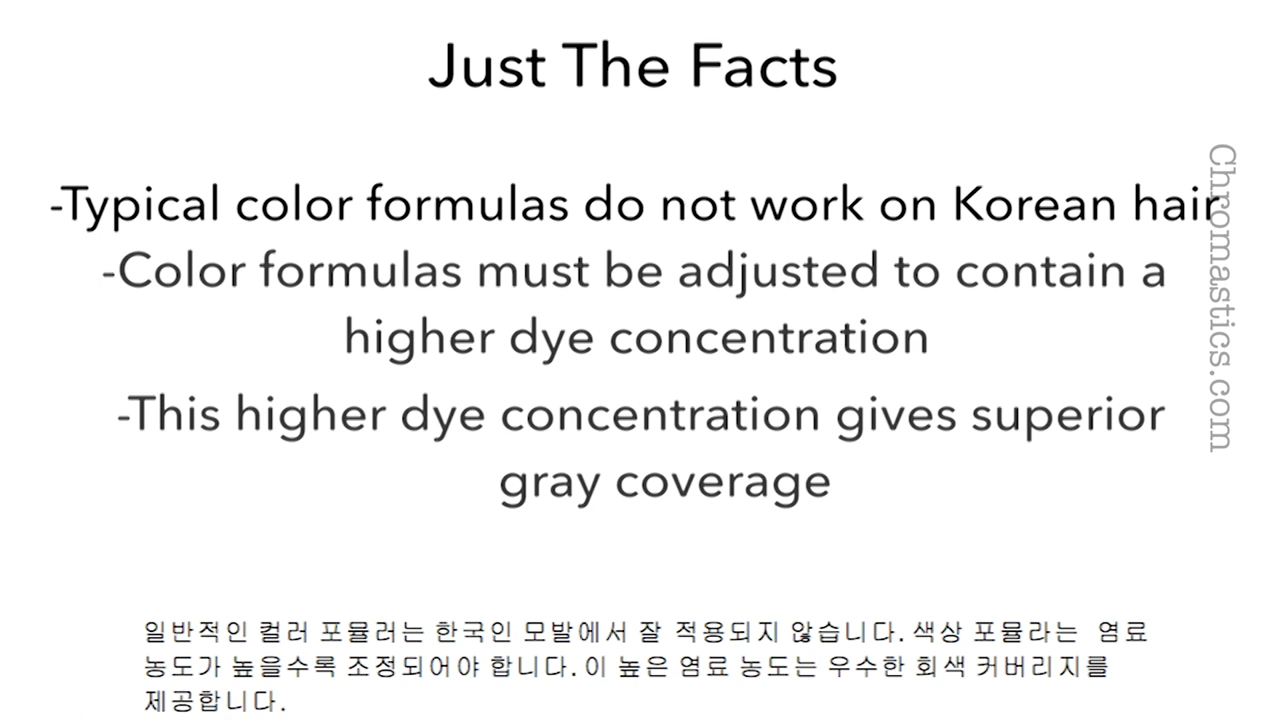 Just The Facts
-Typical color formulas do not work on Korean hair
-Color formulas must be adjusted to contain a
higher dye concentration
-This higher dye concentration gives superior
gray coverage
Chromastics.com
일반적인 컬러 포뮬러는 한국인 모발에서 잘 적용되지 않습니다. 색상 포뮬라는 염료
농도가 높을수록 조정되어야 합니다. 이 높은 염료 농도는 우수한 회색 커버리지를
제공합니다.